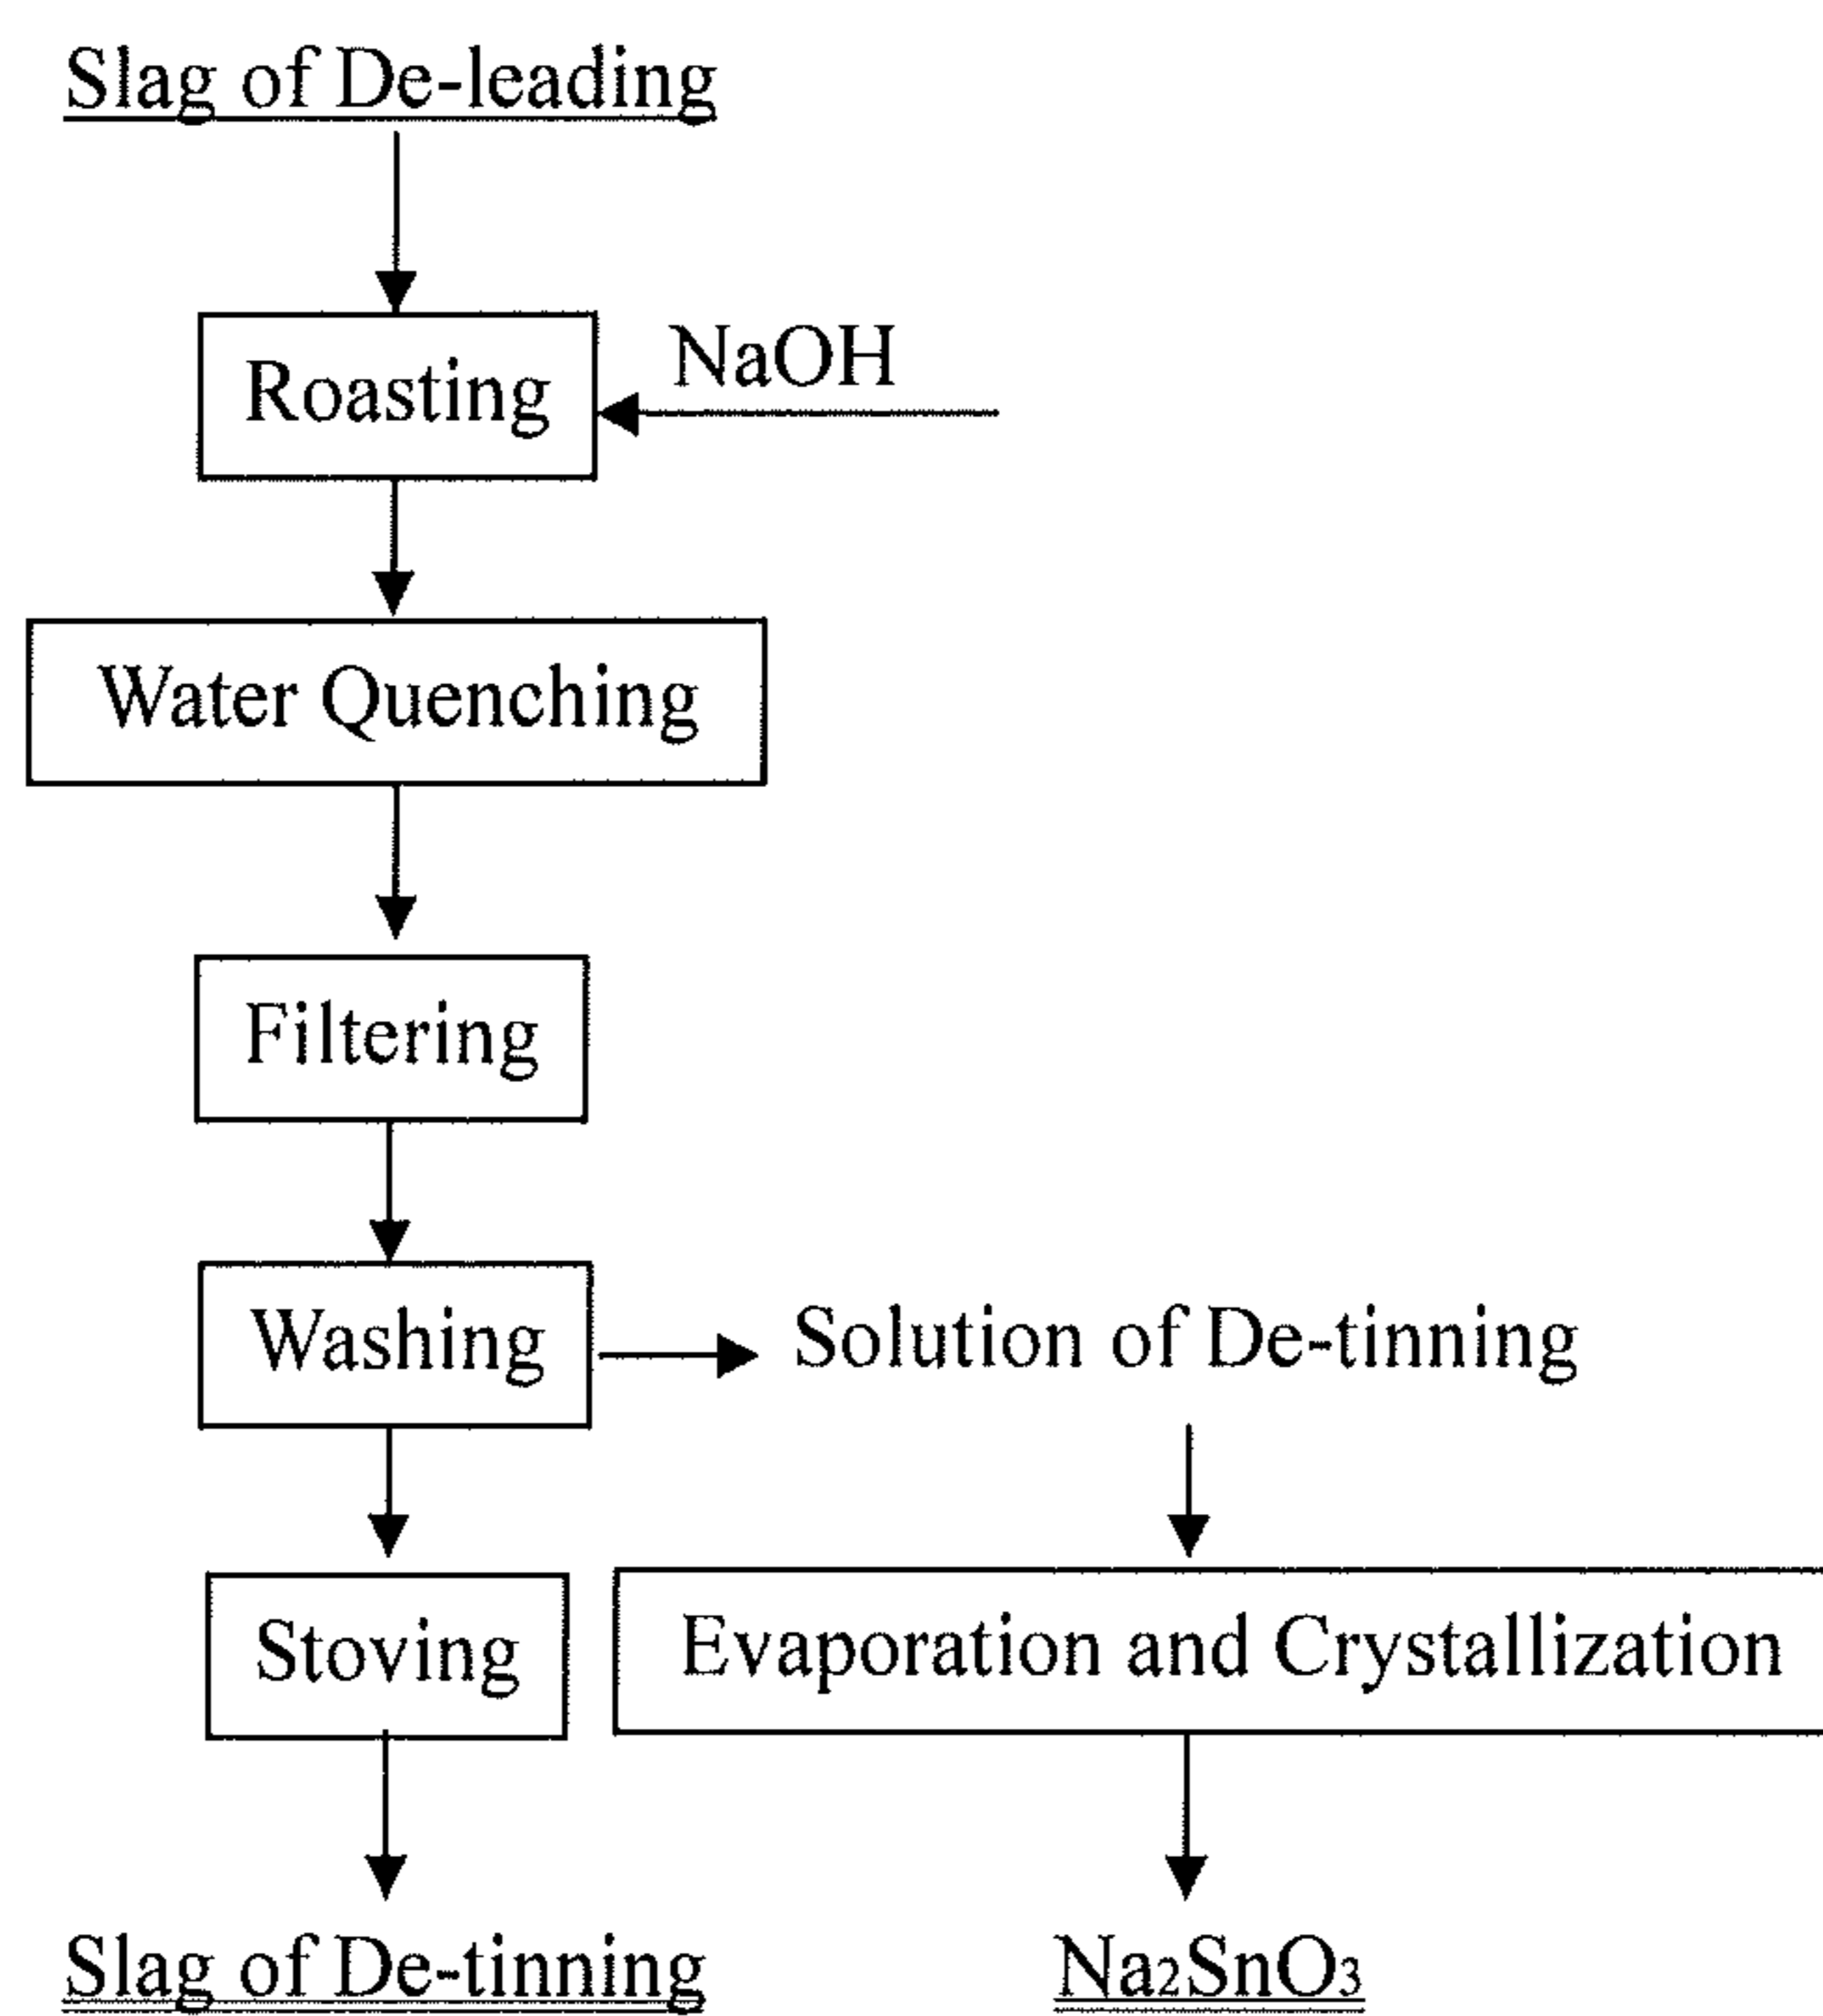 Slag of De-leading
Roasting
NaOH
Water Quenching
Filtering
Washing
Solution of De-tinning
Stoving
Evaporation and Crystallization
Slag of De-tinning
Na₂SnO₃